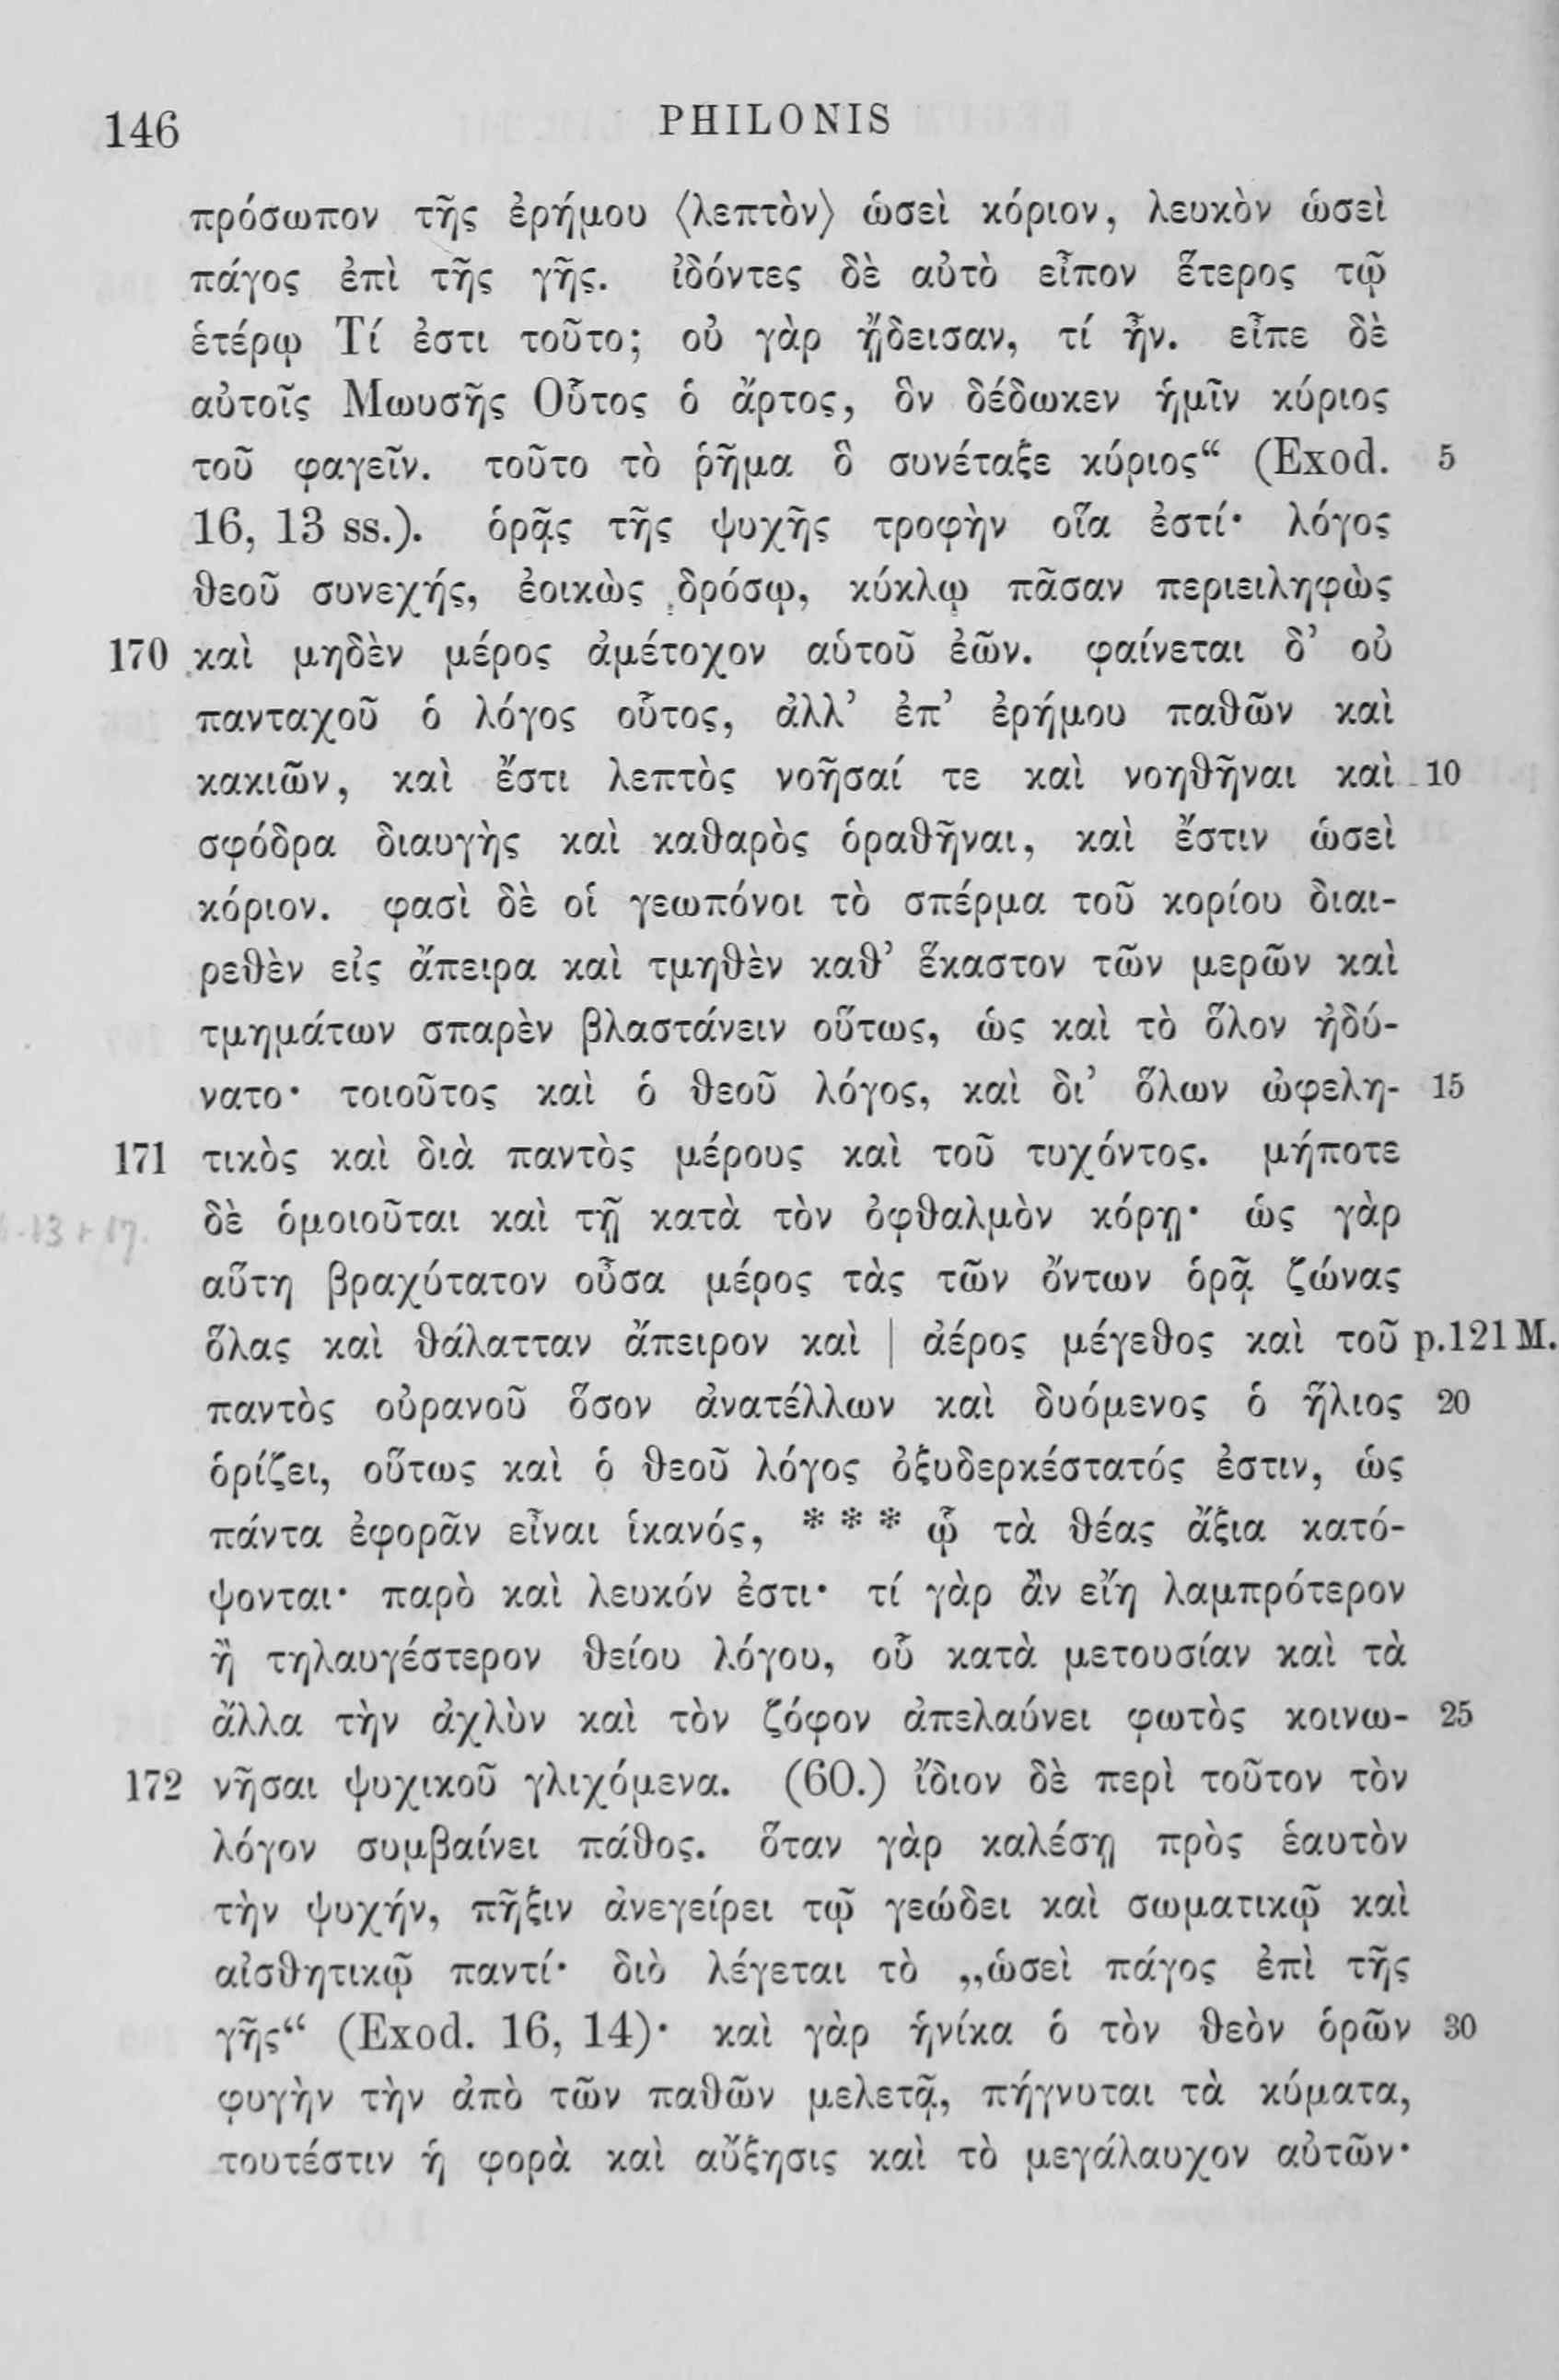 146 PHILONIS
πρόσωπον τῆς ἐρήμου ⟨λεπτὸν⟩ ὡσεὶ κόριον, λευκὸν ὡσεὶ
πάγος ἐπὶ τῆς γῆς. ἰδόντες δὲ αὐτὸ εἶπον ἕτερος τῷ
ἑτέρῳ Τί ἐστι τοῦτο; οὐ γὰρ ᾔδεισαν, τί ἦν. εἶπε δὲ
αὐτοῖς Μωυσῆς Οὗτος ὁ ἄρτος, ὃν δέδωκεν ἡμῖν κύριος
τοῦ φαγεῖν. τοῦτο τὸ ῥῆμα ὃ συνέταξε κύριος“ (Exod. 5
16, 13 ss.). ὁρᾷς τῆς ψυχῆς τροφὴν οἵα ἐστί· λόγος
θεοῦ συνεχής, ἐοικὼς δρόσῳ, κύκλῳ πᾶσαν περιειληφὼς
170 καὶ μηδὲν μέρος ἀμέτοχον αὑτοῦ ἐῶν. φαίνεται δ’ οὐ
πανταχοῦ ὁ λόγος οὗτος, ἀλλ’ ἐπ’ ἐρήμου παθῶν καὶ
κακιῶν, καὶ ἔστι λεπτὸς νοῆσαί τε καὶ νοηθῆναι καὶ 10
σφόδρα διαυγὴς καὶ καθαρὸς ὁραθῆναι, καὶ ἔστιν ὡσεὶ
κόριον. φασὶ δὲ οἱ γεωπόνοι τὸ σπέρμα τοῦ κορίου διαι-
ρεθὲν εἰς ἄπειρα καὶ τμηθὲν καθ’ ἕκαστον τῶν μερῶν καὶ
τμημάτων σπαρὲν βλαστάνειν οὕτως, ὡς καὶ τὸ ὅλον ἠδύ-
νατο· τοιοῦτος καὶ ὁ θεοῦ λόγος, καὶ δι’ ὅλων ὠφελη- 15
171 τικὸς καὶ διὰ παντὸς μέρους καὶ τοῦ τυχόντος. μήποτε
δὲ ὁμοιοῦται καὶ τῇ κατὰ τὸν ὀφθαλμὸν κόρῃ· ὡς γὰρ
αὕτη βραχύτατον οὖσα μέρος τὰς τῶν ὄντων ὁρᾷ ζώνας
ὅλας καὶ θάλατταν ἄπειρον καὶ | ἀέρος μέγεθος καὶ τοῦ p.121 M.
παντὸς οὐρανοῦ ὅσον ἀνατέλλων καὶ δυόμενος ὁ ἥλιος 20
ὁρίζει, οὕτως καὶ ὁ θεοῦ λόγος ὀξυδερκέστατός ἐστιν, ὡς
πάντα ἐφορᾶν εἶναι ἱκανός, * * * ᾧ τὰ θέας ἄξια κατό-
ψονται· παρὸ καὶ λευκόν ἐστι· τί γὰρ ἂν εἴη λαμπρότερον
ἢ τηλαυγέστερον θείου λόγου, οὗ κατὰ μετουσίαν καὶ τὰ
ἄλλα τὴν ἀχλὺν καὶ τὸν ζόφον ἀπελαύνει φωτὸς κοινω- 25
172 νῆσαι ψυχικοῦ γλιχόμενα. (60.) ἴδιον δὲ περὶ τοῦτον τὸν
λόγον συμβαίνει πάθος. ὅταν γὰρ καλέσῃ πρὸς ἑαυτὸν
τὴν ψυχήν, πῆξιν ἀνεγείρει τῷ γεώδει καὶ σωματικῷ καὶ
αἰσθητικῷ παντί· διὸ λέγεται τὸ „ὡσεὶ πάγος ἐπὶ τῆς
γῆς“ (Exod. 16, 14)· καὶ γὰρ ἡνίκα ὁ τὸν θεὸν ὁρῶν 30
φυγὴν τὴν ἀπὸ τῶν παθῶν μελετᾷ, πήγνυται τὰ κύματα,
τουτέστιν ἡ φορὰ καὶ αὔξησις καὶ τὸ μεγάλαυχον αὐτῶν·